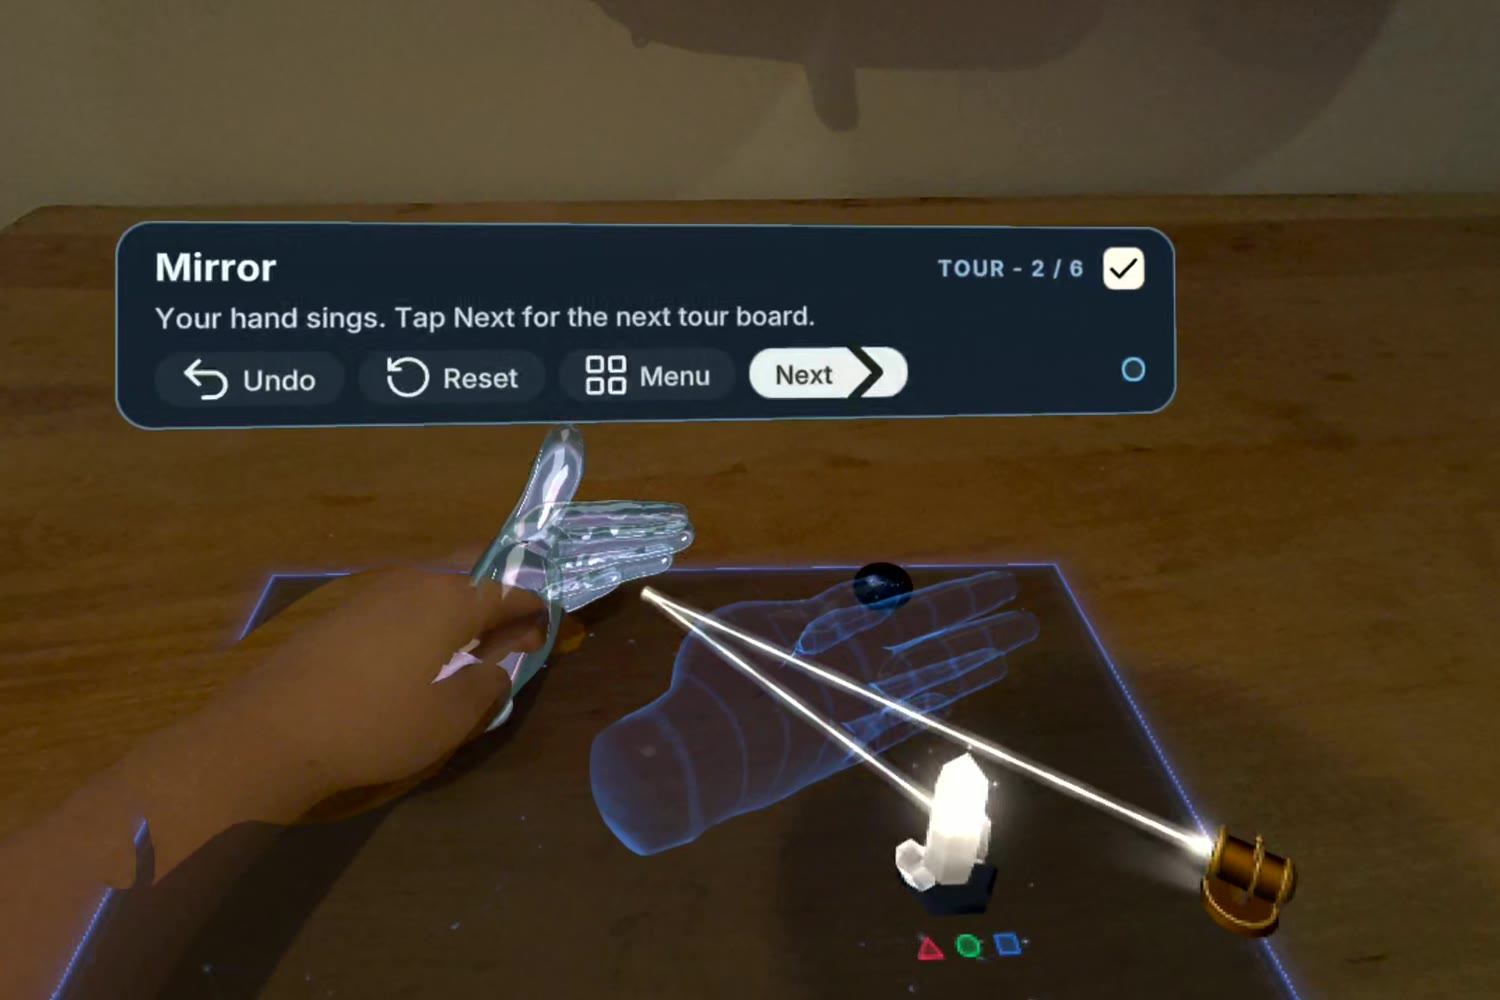 Mirror
TOUR - 2 / 6
Your hand sings. Tap Next for the next tour board.
Undo Reset Menu Next